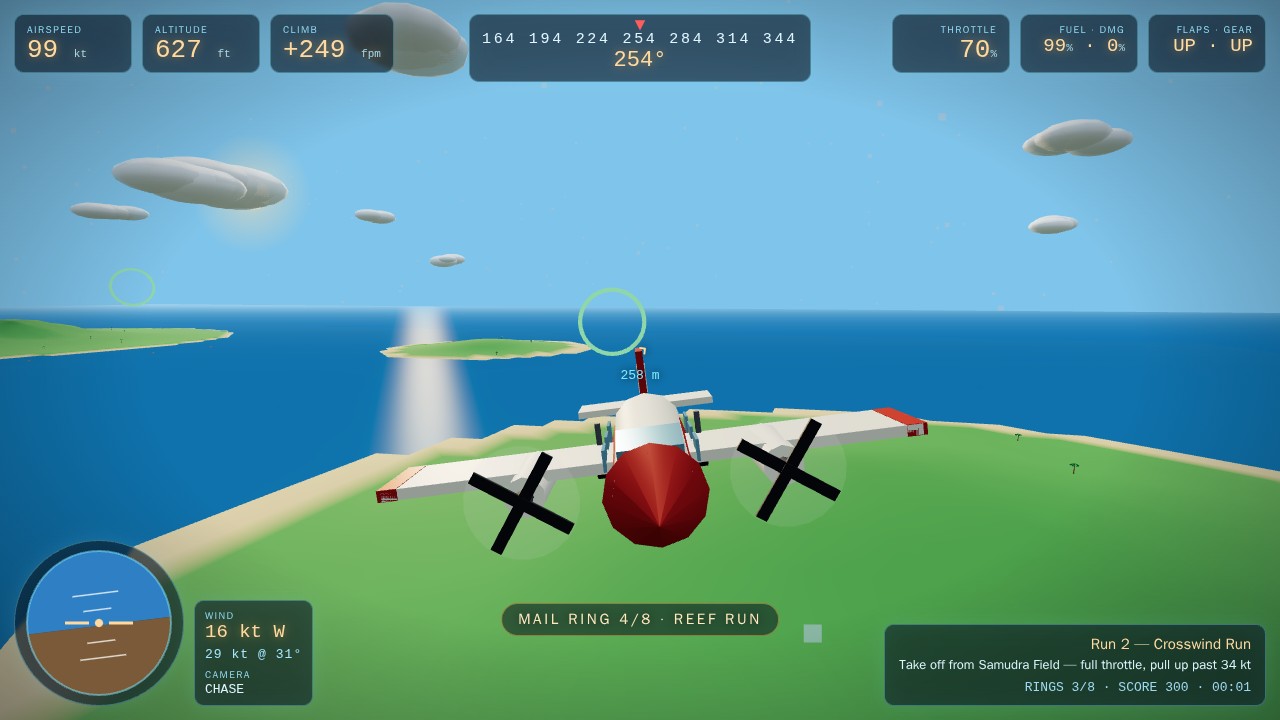 AIRSPEED
99 kt
ALTITUDE
627 ft
CLIMB
+249 fpm
164 194 224 254 284 314 344
254°
THROTTLE
70%
FUEL · DMG
99% · 0%
FLAPS · GEAR
UP · UP
258 m
WIND
16 kt W
29 kt @ 31°
CAMERA
CHASE
MAIL RING 4/8 · REEF RUN
Run 2 — Crosswind Run
Take off from Samudra Field — full throttle, pull up past 34 kt
RINGS 3/8 · SCORE 300 · 00:01